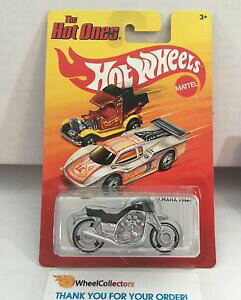 The
Hot Ones
3+
Hot Wheels
MATTEL
WheelCollectors
THANK YOU FOR YOUR ORDER!